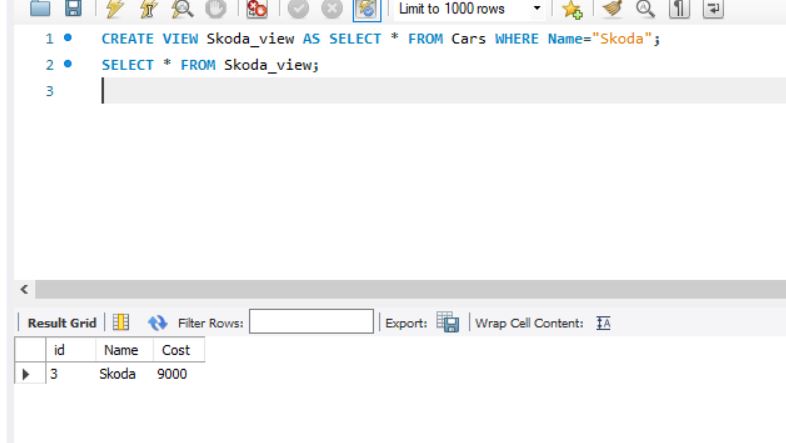 Limit to 1000 rows
1 CREATE VIEW Skoda_view AS SELECT * FROM Cars WHERE Name="Skoda";
2 SELECT * FROM Skoda_view;
3
Result Grid Filter Rows: Export: Wrap Cell Content: IA
id Name Cost
3 Skoda 9000